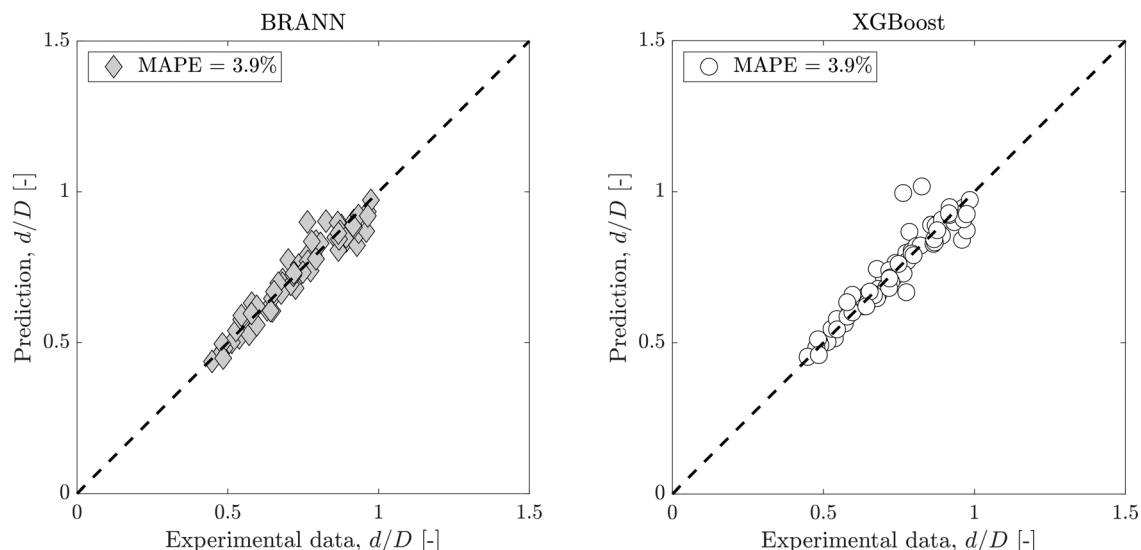 BRANN
MAPE = 3.9%
1.5
1
0.5
0
0
0.5
1
1.5
Prediction, d/D [-]
Experimental data, d/D [-]
XGBoost
MAPE = 3.9%
1.5
1
0.5
0
0
0.5
1
1.5
Prediction, d/D [-]
Experimental data, d/D [-]